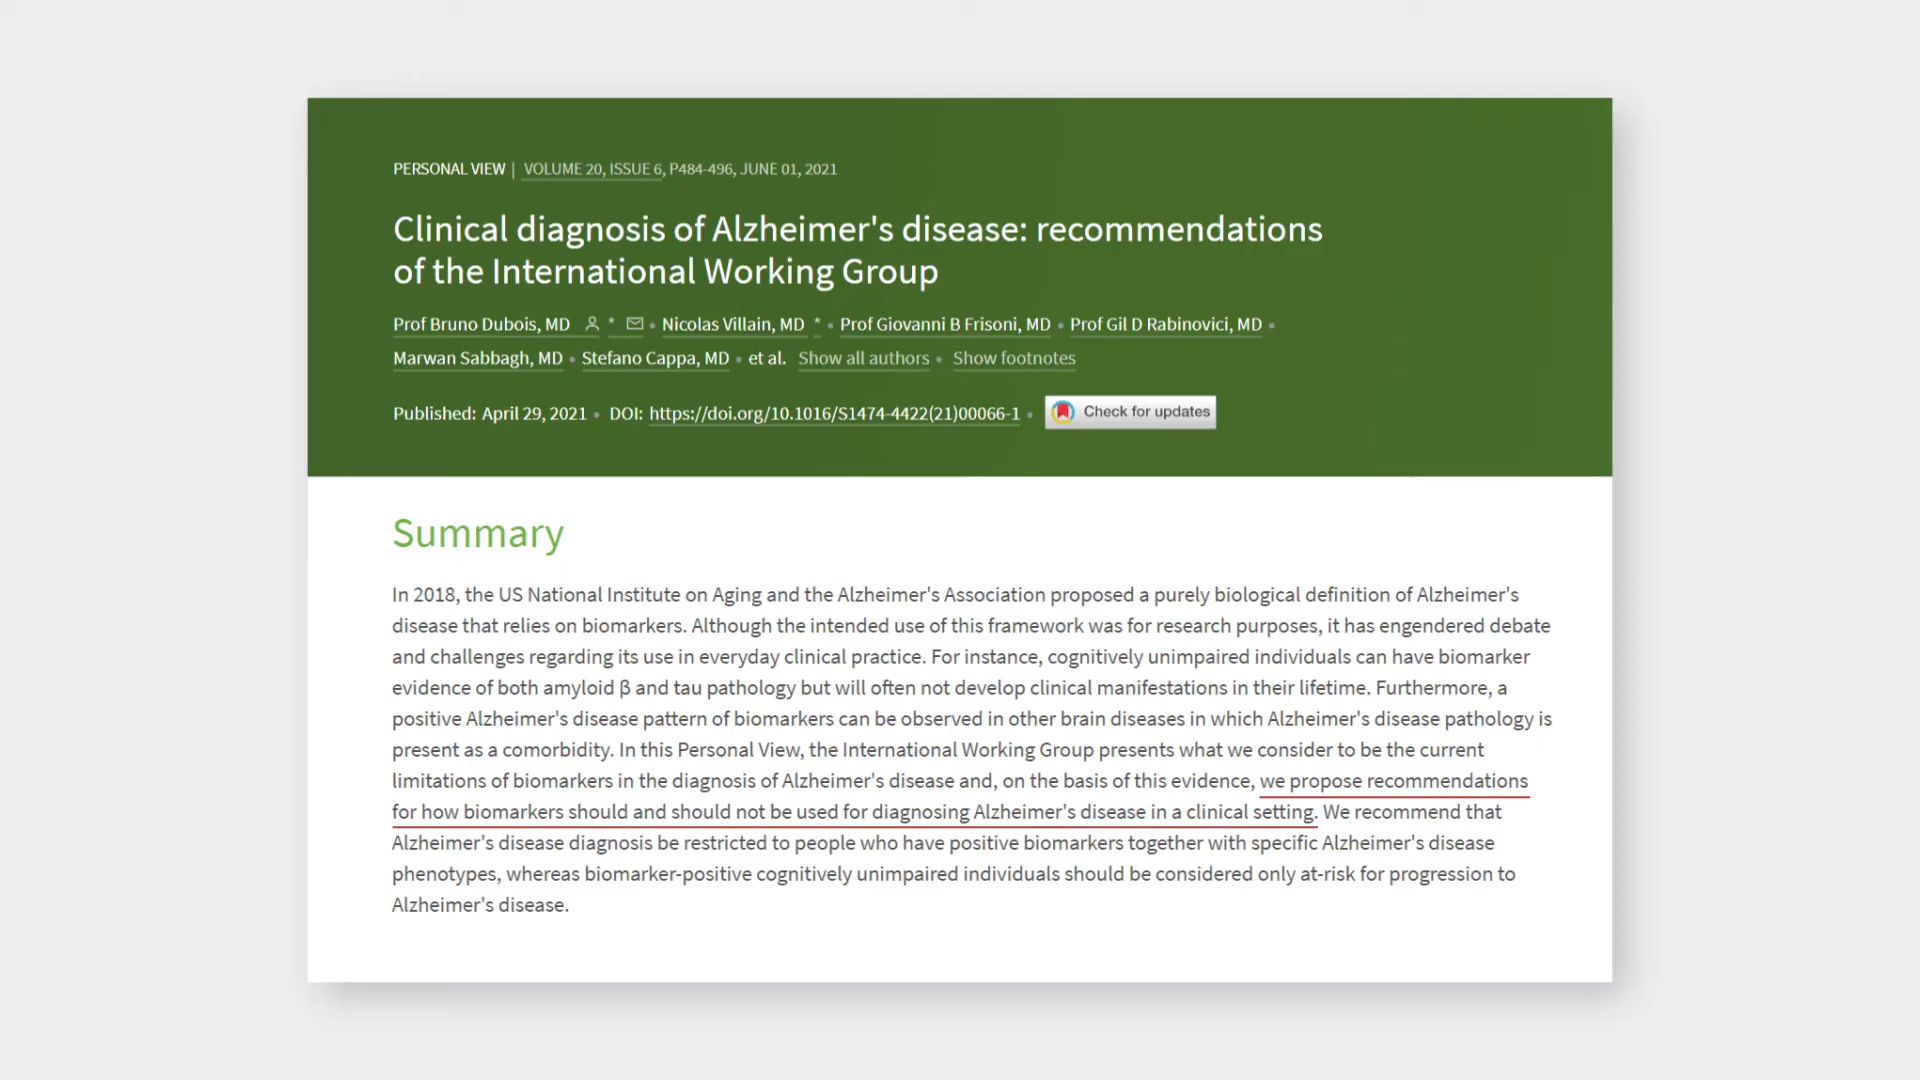 PERSONAL VIEW | VOLUME 20, ISSUE 6, P484-496, JUNE 01, 2021
Clinical diagnosis of Alzheimer's disease: recommendations
of the International Working Group
Prof Bruno Dubois, MD * • Nicolas Villain, MD * • Prof Giovanni B Frisoni, MD • Prof Gil D Rabinovici, MD •
Marwan Sabbagh, MD • Stefano Cappa, MD • et al. Show all authors • Show footnotes
Published: April 29, 2021 • DOI: https://doi.org/10.1016/S1474-4422(21)00066-1 • Check for updates
Summary
In 2018, the US National Institute on Aging and the Alzheimer's Association proposed a purely biological definition of Alzheimer's
disease that relies on biomarkers. Although the intended use of this framework was for research purposes, it has engendered debate
and challenges regarding its use in everyday clinical practice. For instance, cognitively unimpaired individuals can have biomarker
evidence of both amyloid β and tau pathology but will often not develop clinical manifestations in their lifetime. Furthermore, a
positive Alzheimer's disease pattern of biomarkers can be observed in other brain diseases in which Alzheimer's disease pathology is
present as a comorbidity. In this Personal View, the International Working Group presents what we consider to be the current
limitations of biomarkers in the diagnosis of Alzheimer's disease and, on the basis of this evidence, we propose recommendations
for how biomarkers should and should not be used for diagnosing Alzheimer's disease in a clinical setting. We recommend that
Alzheimer's disease diagnosis be restricted to people who have positive biomarkers together with specific Alzheimer's disease
phenotypes, whereas biomarker-positive cognitively unimpaired individuals should be considered only at-risk for progression to
Alzheimer's disease.